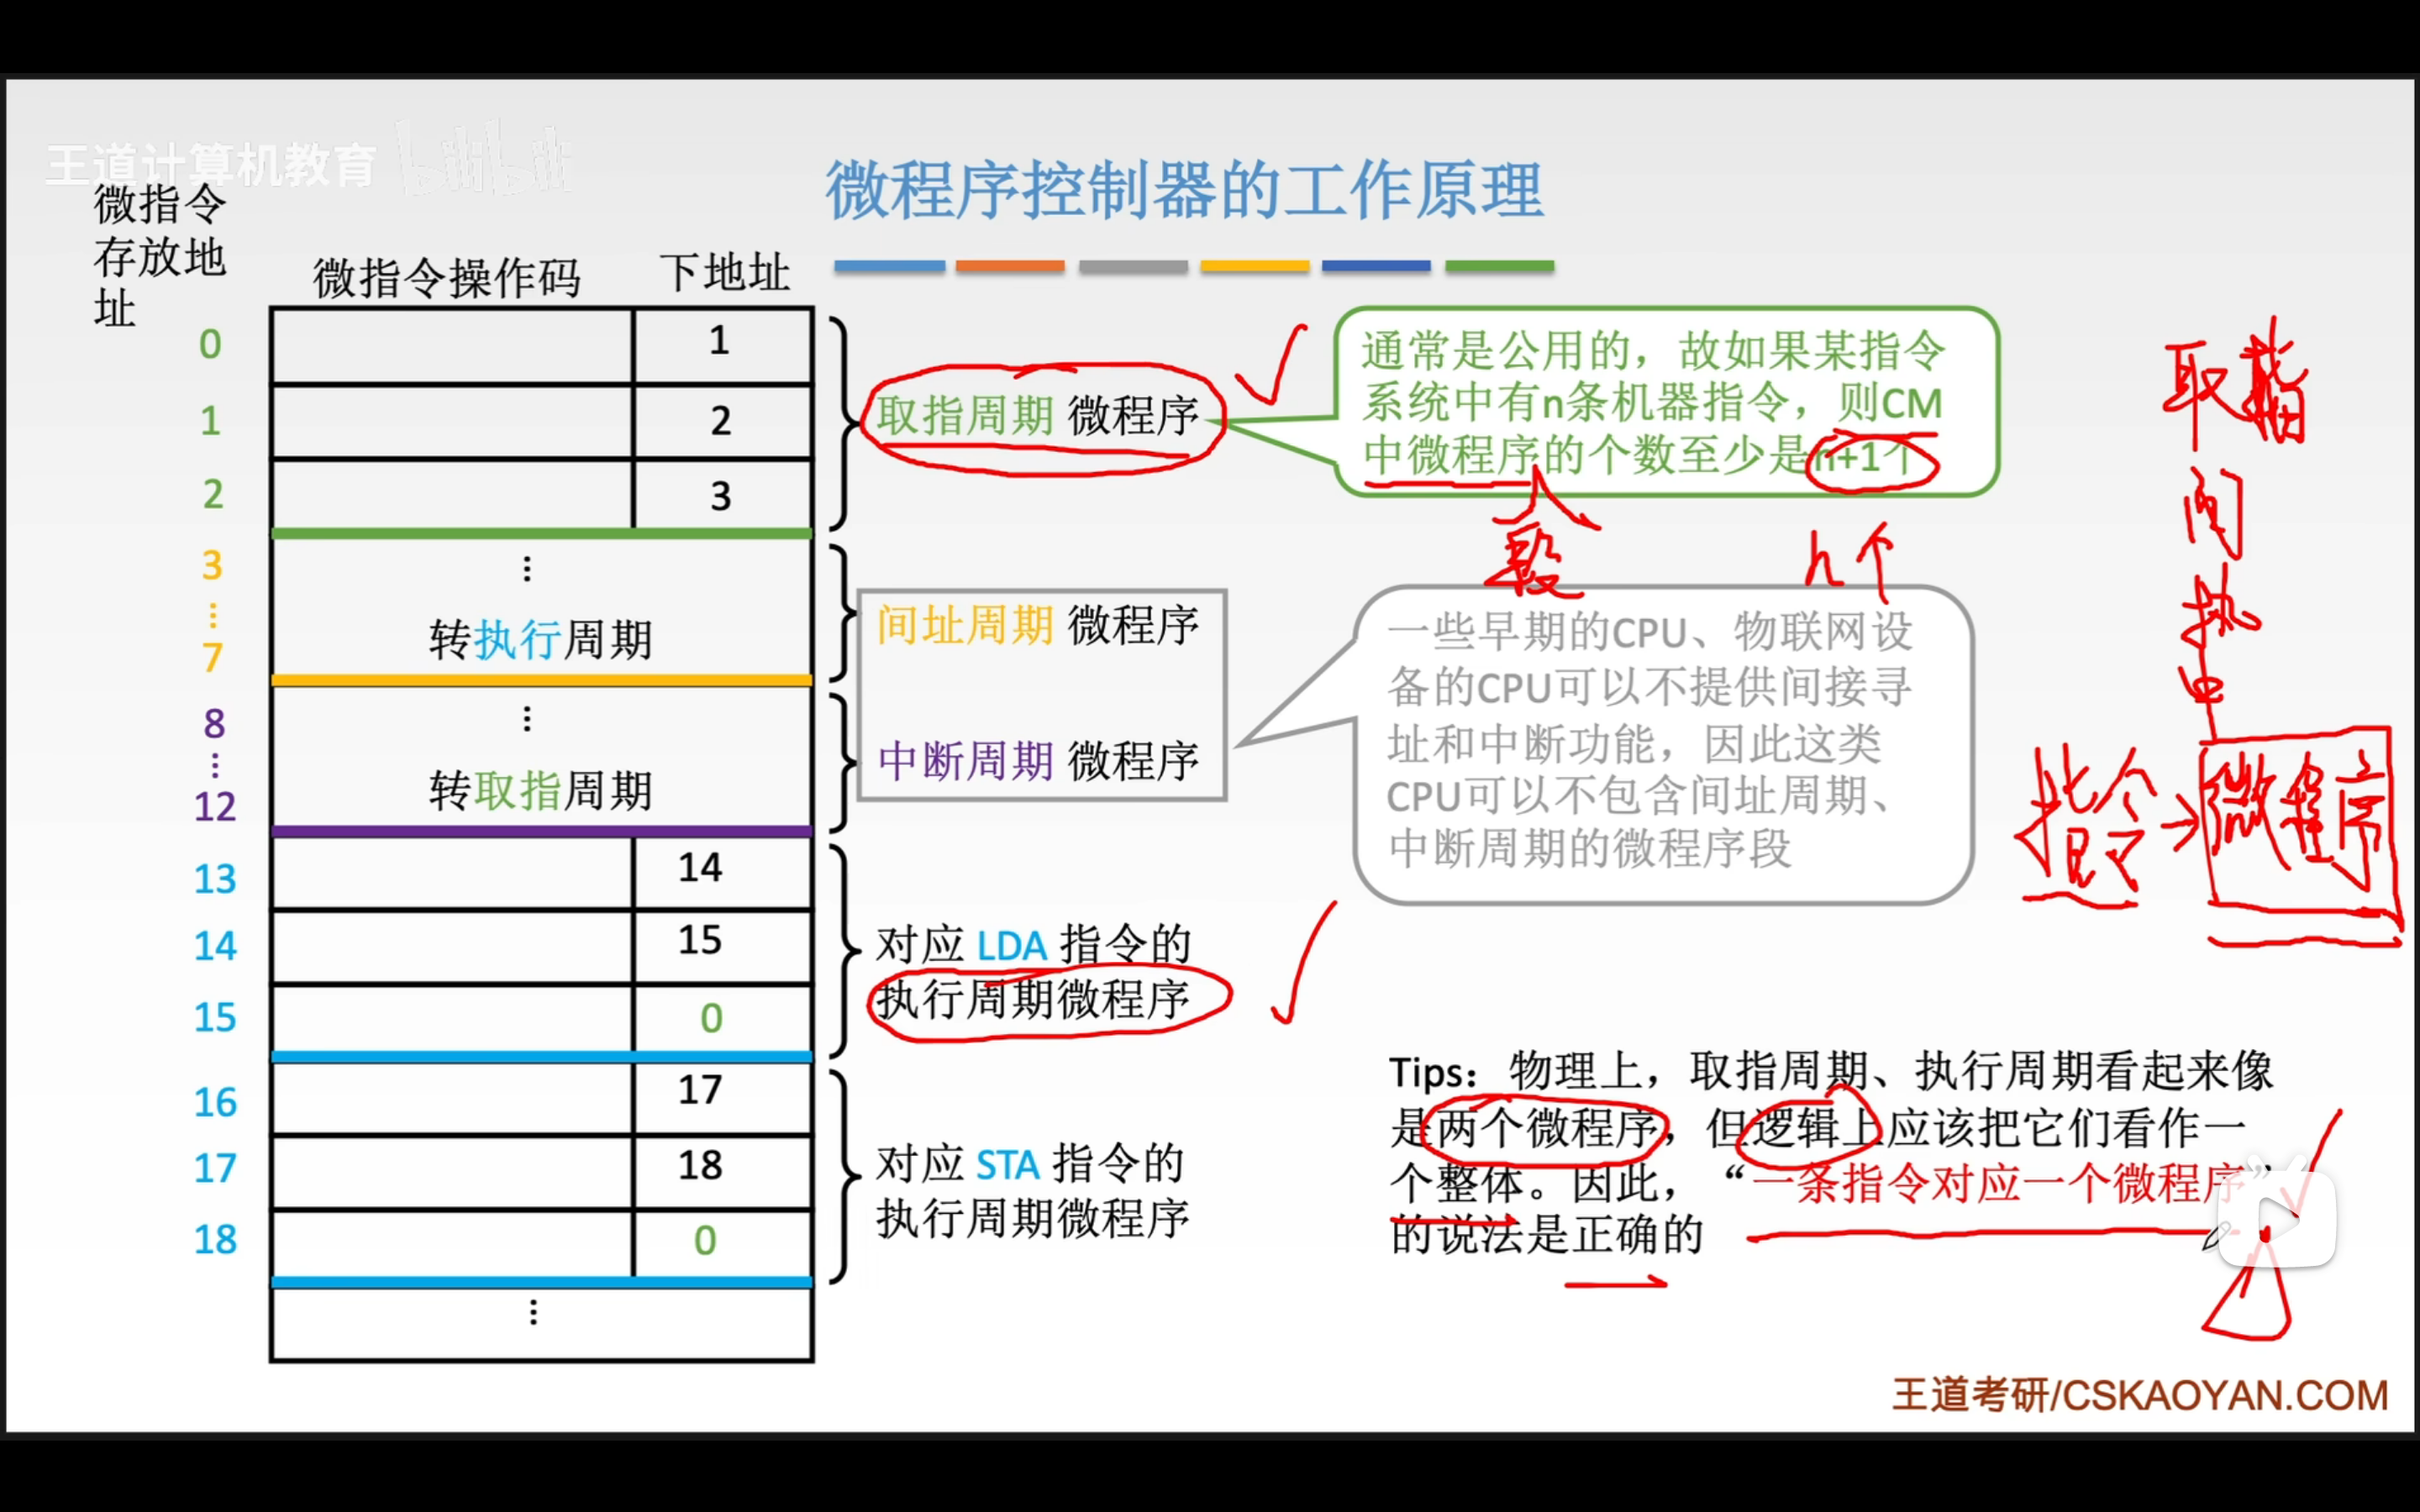 王道计算机教育 bilibili
微程序控制器的工作原理
微指令
存放地
址
微指令操作码 下地址
0 1
1 2
2 3
取指周期 微程序
通常是公用的，故如果某指令
系统中有n条机器指令，则CM
中微程序的个数至少是n+1个
段
n个
取指
间
执
中
指令→微程序
3
⋮
7
⋮
转执行周期
间址周期 微程序
8
⋮
12
⋮
转取指周期
中断周期 微程序
一些早期的CPU、物联网设
备的CPU可以不提供间接寻
址和中断功能，因此这类
CPU可以不包含间址周期、
中断周期的微程序段
13 14
14 15
15 0
对应 LDA 指令的
执行周期微程序
16 17
17 18
18 0
⋮
对应 STA 指令的
执行周期微程序
Tips：物理上，取指周期、执行周期看起来像
是两个微程序，但逻辑上应该把它们看作一
个整体。因此，“一条指令对应一个微程序”
的说法是正确的
王道考研/CSKAOYAN.COM